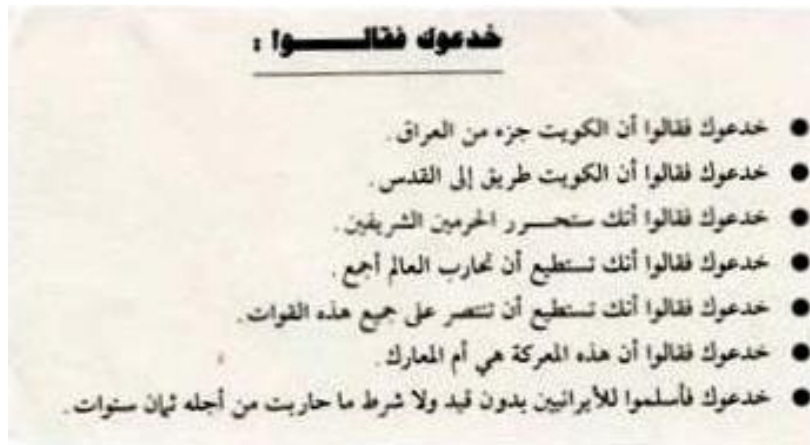 خدعوك فقالـــــوا :
● خدعوك فقالوا أن الكويت جزء من العراق .
● خدعوك فقالوا أن الكويت طريق إلى القدس .
● خدعوك فقالوا أنك ستحـــرر الحرمين الشريفين .
● خدعوك فقالوا أنك تستطيع أن تحارب العالم أجمع .
● خدعوك فقالوا أنك تستطيع أن تنتصر على جميع هذه القوات .
● خدعوك فقالوا أن هذه المعركة هي أم المعارك .
● خدعوك فأسلموا للأيرانيين بدون قيد ولا شرط ما حاربت من أجله ثمان سنوات .